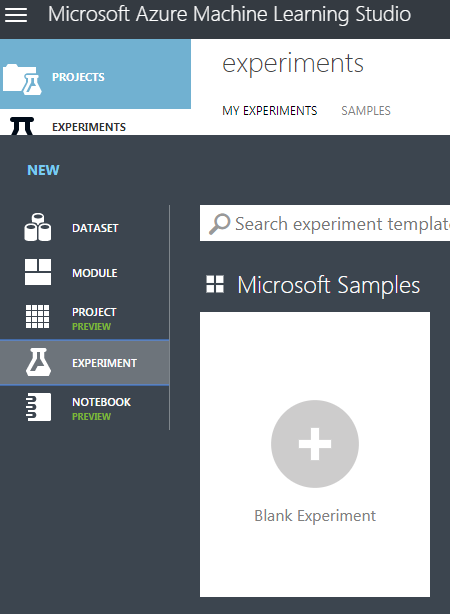 Microsoft Azure Machine Learning Studio
PROJECTS
experiments
MY EXPERIMENTS SAMPLES
EXPERIMENTS
NEW
DATASET
MODULE
PROJECT
PREVIEW
EXPERIMENT
NOTEBOOK
PREVIEW
Search experiment templat
Microsoft Samples
Blank Experiment